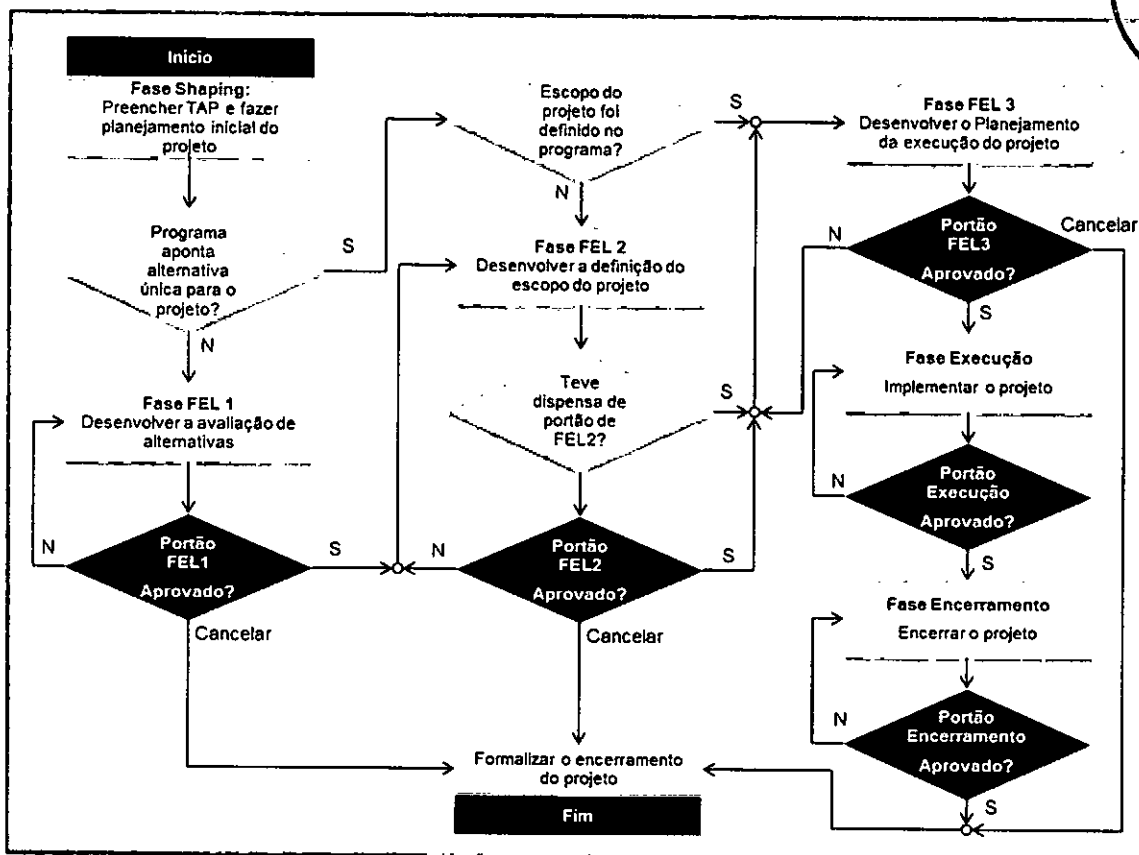 Início
Fase Shaping:
Preencher TAP e fazer
planejamento inicial do
projeto
Programa
aponta
alternativa
única para o
projeto?
S
N
Fase FEL 1
Desenvolver a avaliação de
alternativas
Portão
FEL1
Aprovado?
N
S
Cancelar
Escopo do
projeto foi
definido no
programa?
S
N
Fase FEL 2
Desenvolver a definição do
escopo do projeto
Teve
dispensa de
portão de
FEL2?
S
Portão
FEL2
Aprovado?
N
S
Cancelar
Formalizar o encerramento
do projeto
Fim
Fase FEL 3
Desenvolver o Planejamento
da execução do projeto
Portão
FEL3
Aprovado?
N
Cancelar
S
Fase Execução
Implementar o projeto
Portão
Execução
Aprovado?
N
S
Fase Encerramento
Encerrar o projeto
Portão
Encerramento
Aprovado?
N
S